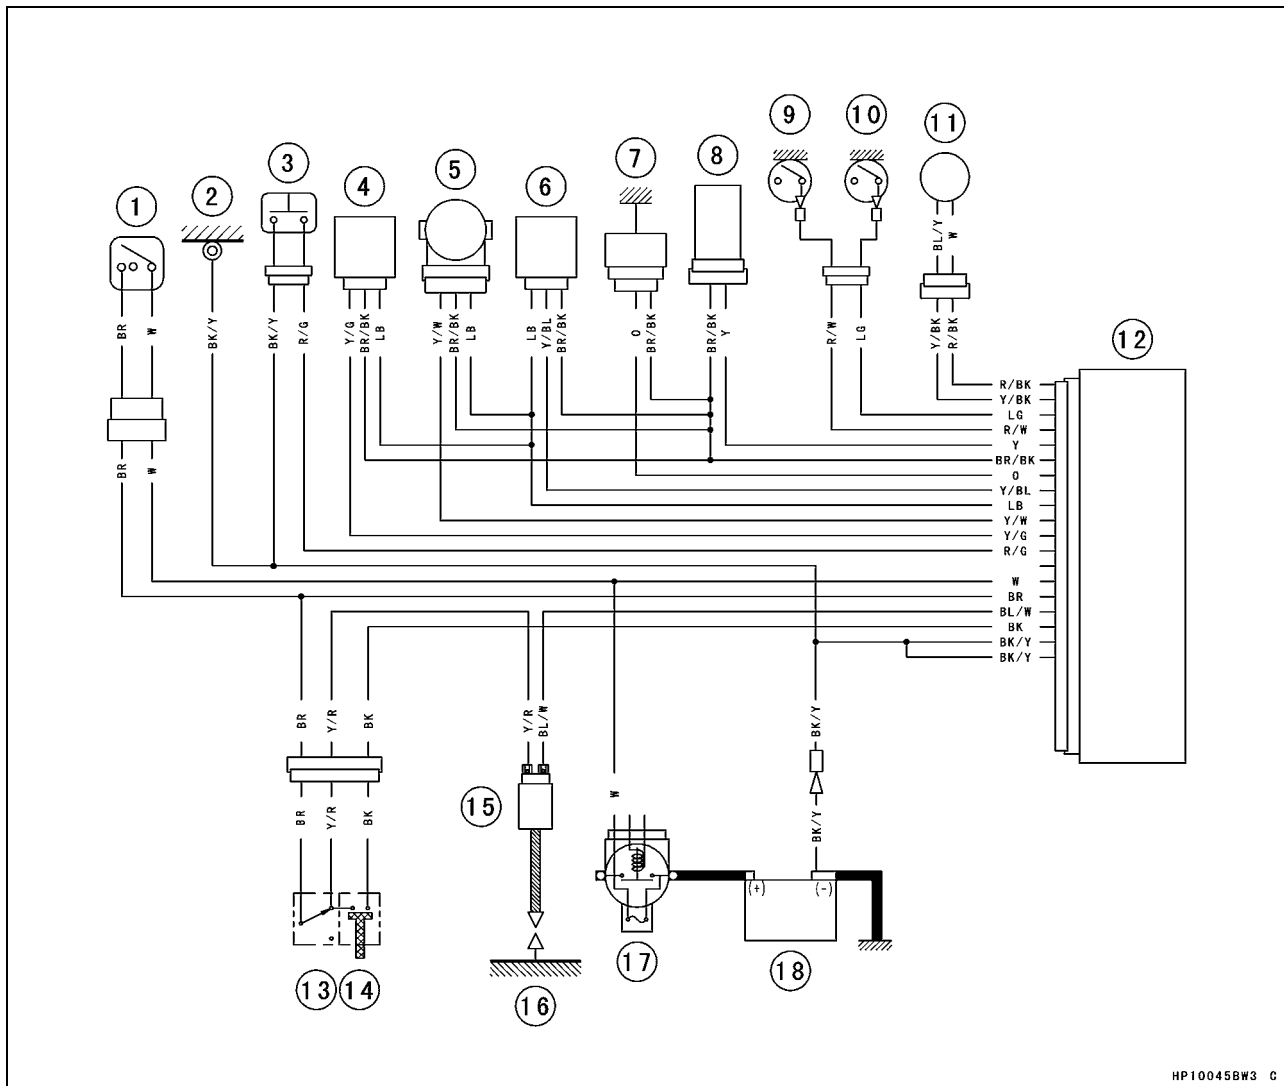 9
10
11
7
8
3
5
4
6
2
1
BL/Y
W
BR
W
BK/Y
BK/Y
R/G
Y/G
BR/BK
LB
Y/W
BR/BK
LB
LB
Y/BL
BR/BK
O
BR/BK
BR/BK
Y
R/W
LG
Y/BK
R/BK
12
R/BK
Y/BK
LG
R/W
Y
BR/BK
O
Y/BL
LB
Y/W
Y/G
R/G
W
BR
BL/W
BK
BK/Y
BK/Y
BR
W
BR
Y/R
BK
Y/R
BL/W
BK/Y
W
BR
Y/R
BK
15
BK/Y
(+)
(-)
13
14
16
17
18
HP10045BW3 C